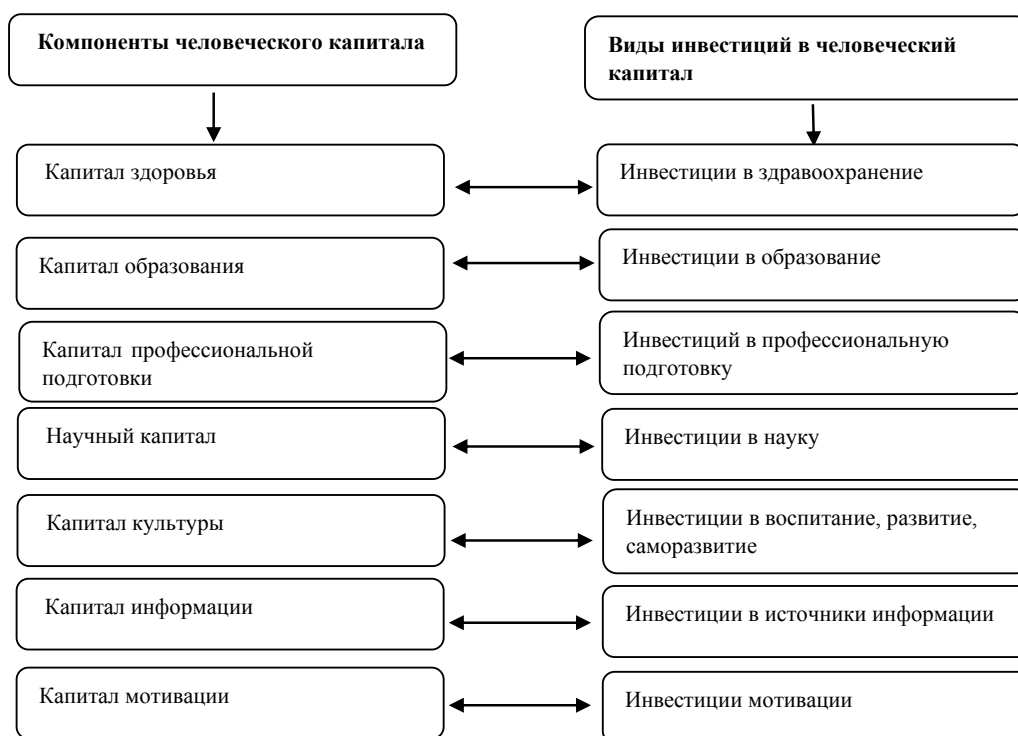 Компоненты человеческого капитала
Виды инвестиций в человеческий
капитал
Капитал здоровья
Инвестиции в здравоохранение
Капитал образования
Инвестиции в образование
Капитал профессиональной
подготовки
Инвестиций в профессиональную
подготовку
Научный капитал
Инвестиции в науку
Капитал культуры
Инвестиции в воспитание, развитие,
саморазвитие
Капитал информации
Инвестиции в источники информации
Капитал мотивации
Инвестиции мотивации